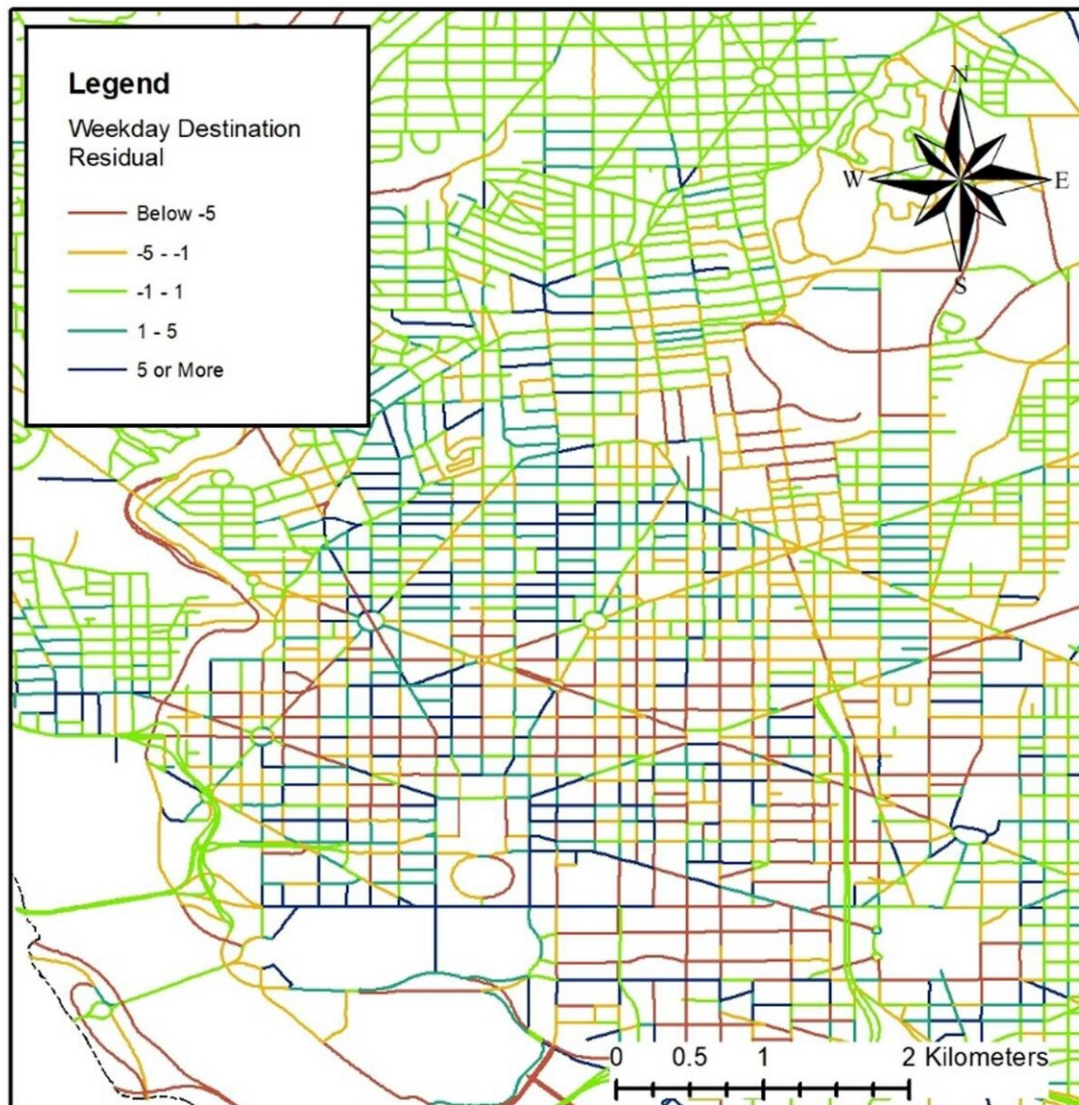 Legend
Weekday Destination
Residual
Below -5
-5 - -1
-1 - 1
1 - 5
5 or More
N
W
E
S
0 0.5 1 2 Kilometers